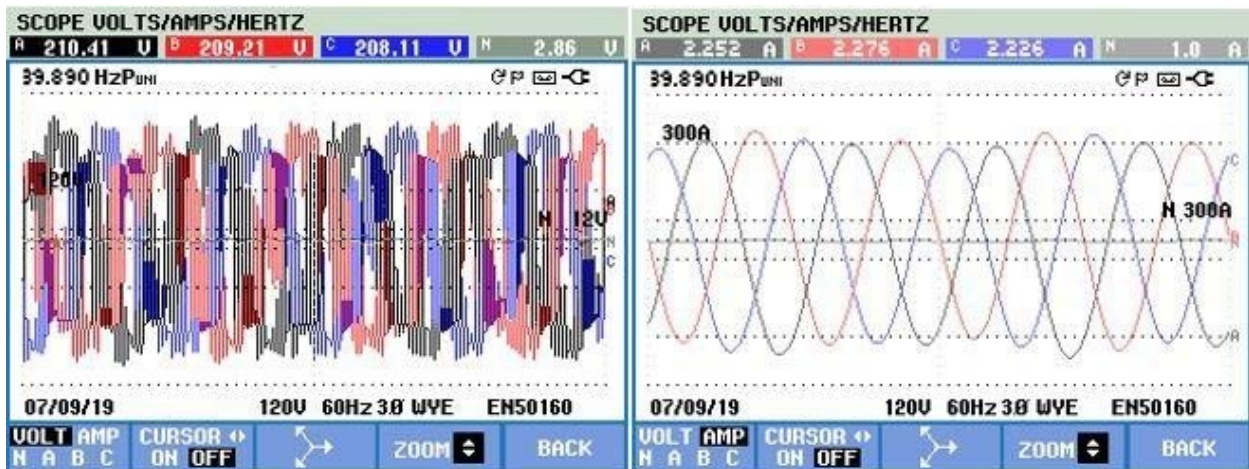 SCOPE VOLTS/AMPS/HERTZ
A 210.41 V B 209.21 V C 208.11 V N 2.86 V
39.890 HzPUNI
120V
N 12V
A
B
N
C
07/09/19 120V 60Hz 3Ø WYE EN50160
VOLT AMP CURSOR ZOOM BACK
N A B C ON OFF
SCOPE VOLTS/AMPS/HERTZ
A 2.252 A B 2.276 A C 2.226 A N 1.0 A
39.890 HzPUNI
300A
C
N 300A
B
N
A
07/09/19 120V 60Hz 3Ø WYE EN50160
VOLT AMP CURSOR ZOOM BACK
N A B C ON OFF